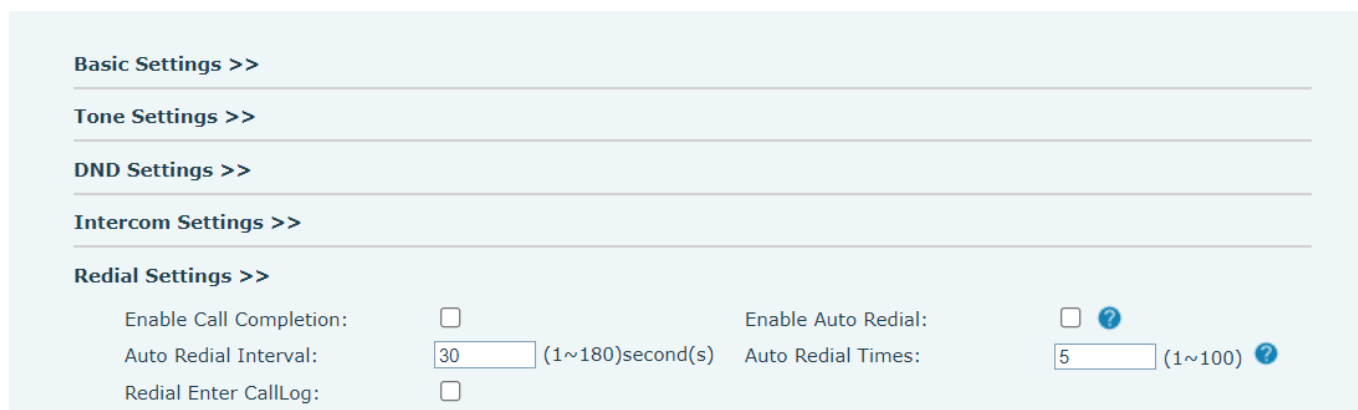 Basic Settings >>
Tone Settings >>
DND Settings >>
Intercom Settings >>
Redial Settings >>
Enable Call Completion: Enable Auto Redial: ?
Auto Redial Interval: 30 (1~180)second(s) Auto Redial Times: 5 (1~100) ?
Redial Enter CallLog: